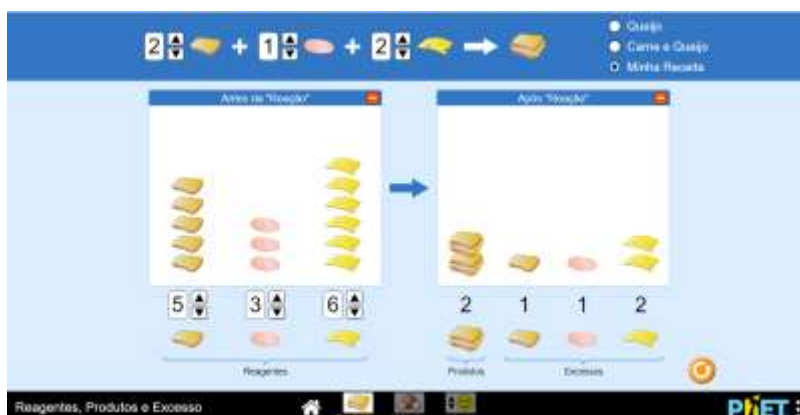 2 + 1 + 2
Queijo
Carne e Queijo
Minha Receita
Antes da "Reação"
Após "Reação"
5 3 6
2 1 1 2
Reagentes
Produtos
Excessos
Reagentes, Produtos e Excesso
PhET